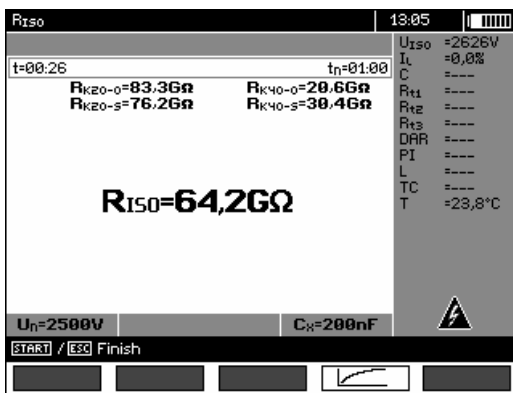 RISO 13:05
UISO =2626V
IL =0,0%
t=00:26 tn=01:00
C =---
RK20-O=83,3GΩ RK40-O=20,6GΩ
Rt1 =---
RK20-S=76,2GΩ RK40-S=30,4GΩ
Rt2 =---
Rt3 =---
DAR =---
PI =---
L =---
TC =---
RISO=64,2GΩ
T =23,8°C
Un=2500V CX=200nF
START / ESC Finish